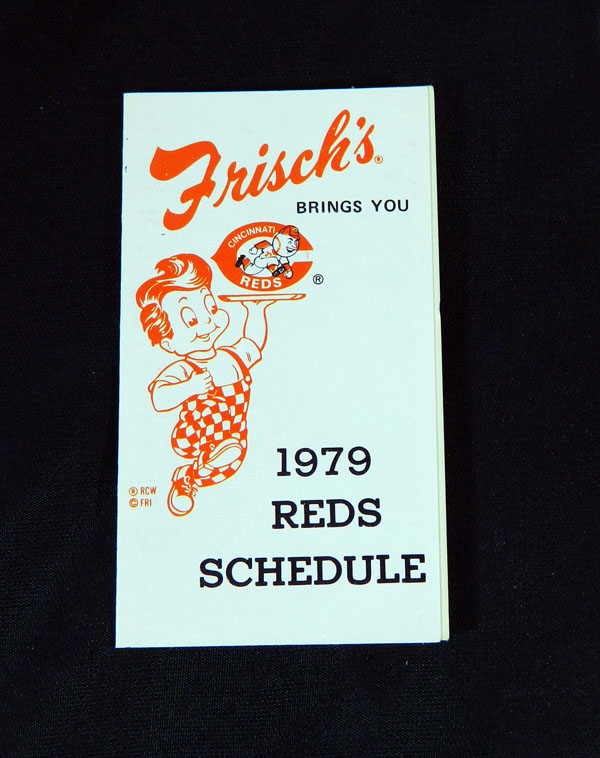 Frisch's®
BRINGS YOU
CINCINNATI
REDS
®
1979
REDS
SCHEDULE
® RCW
© FRI